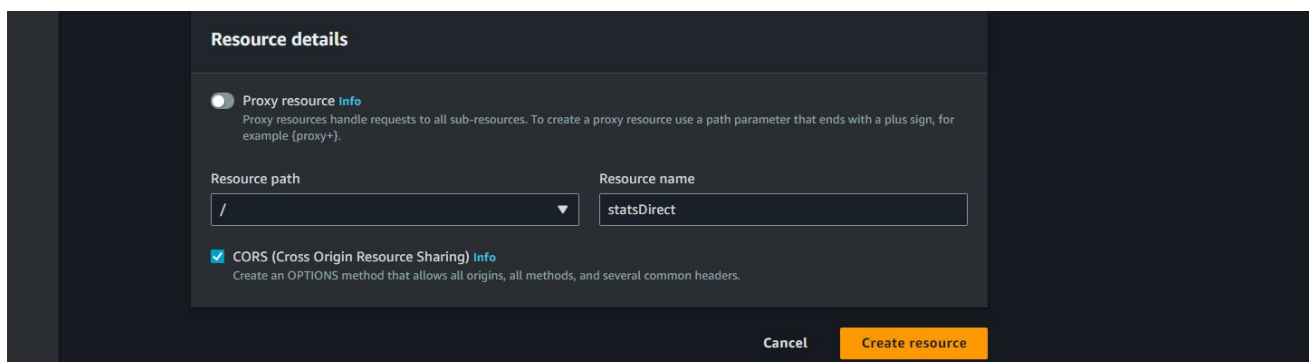 Resource details
Proxy resource Info
Proxy resources handle requests to all sub-resources. To create a proxy resource use a path parameter that ends with a plus sign, for
example {proxy+}.
Resource path
Resource name
/
statsDirect
CORS (Cross Origin Resource Sharing) Info
Create an OPTIONS method that allows all origins, all methods, and several common headers.
Cancel
Create resource